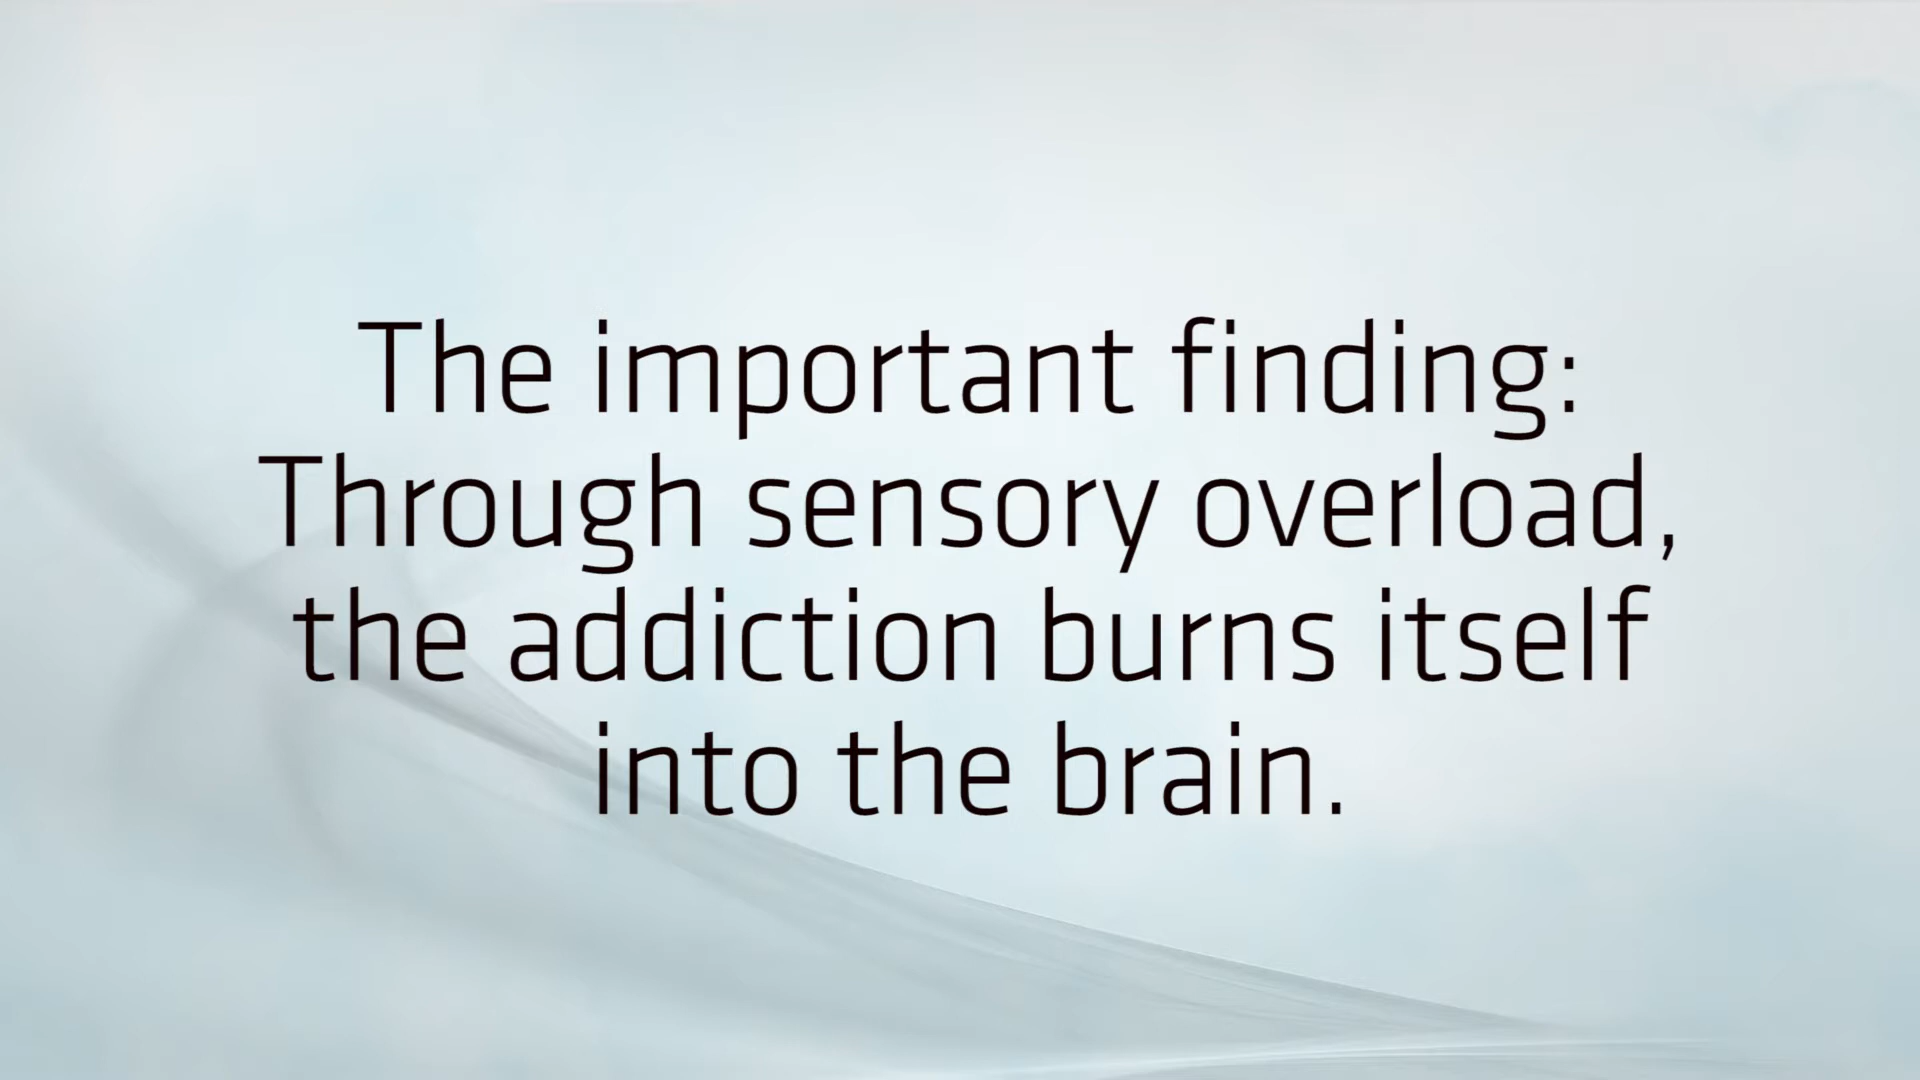 The important finding:
Through sensory overload,
the addiction burns itself
into the brain.